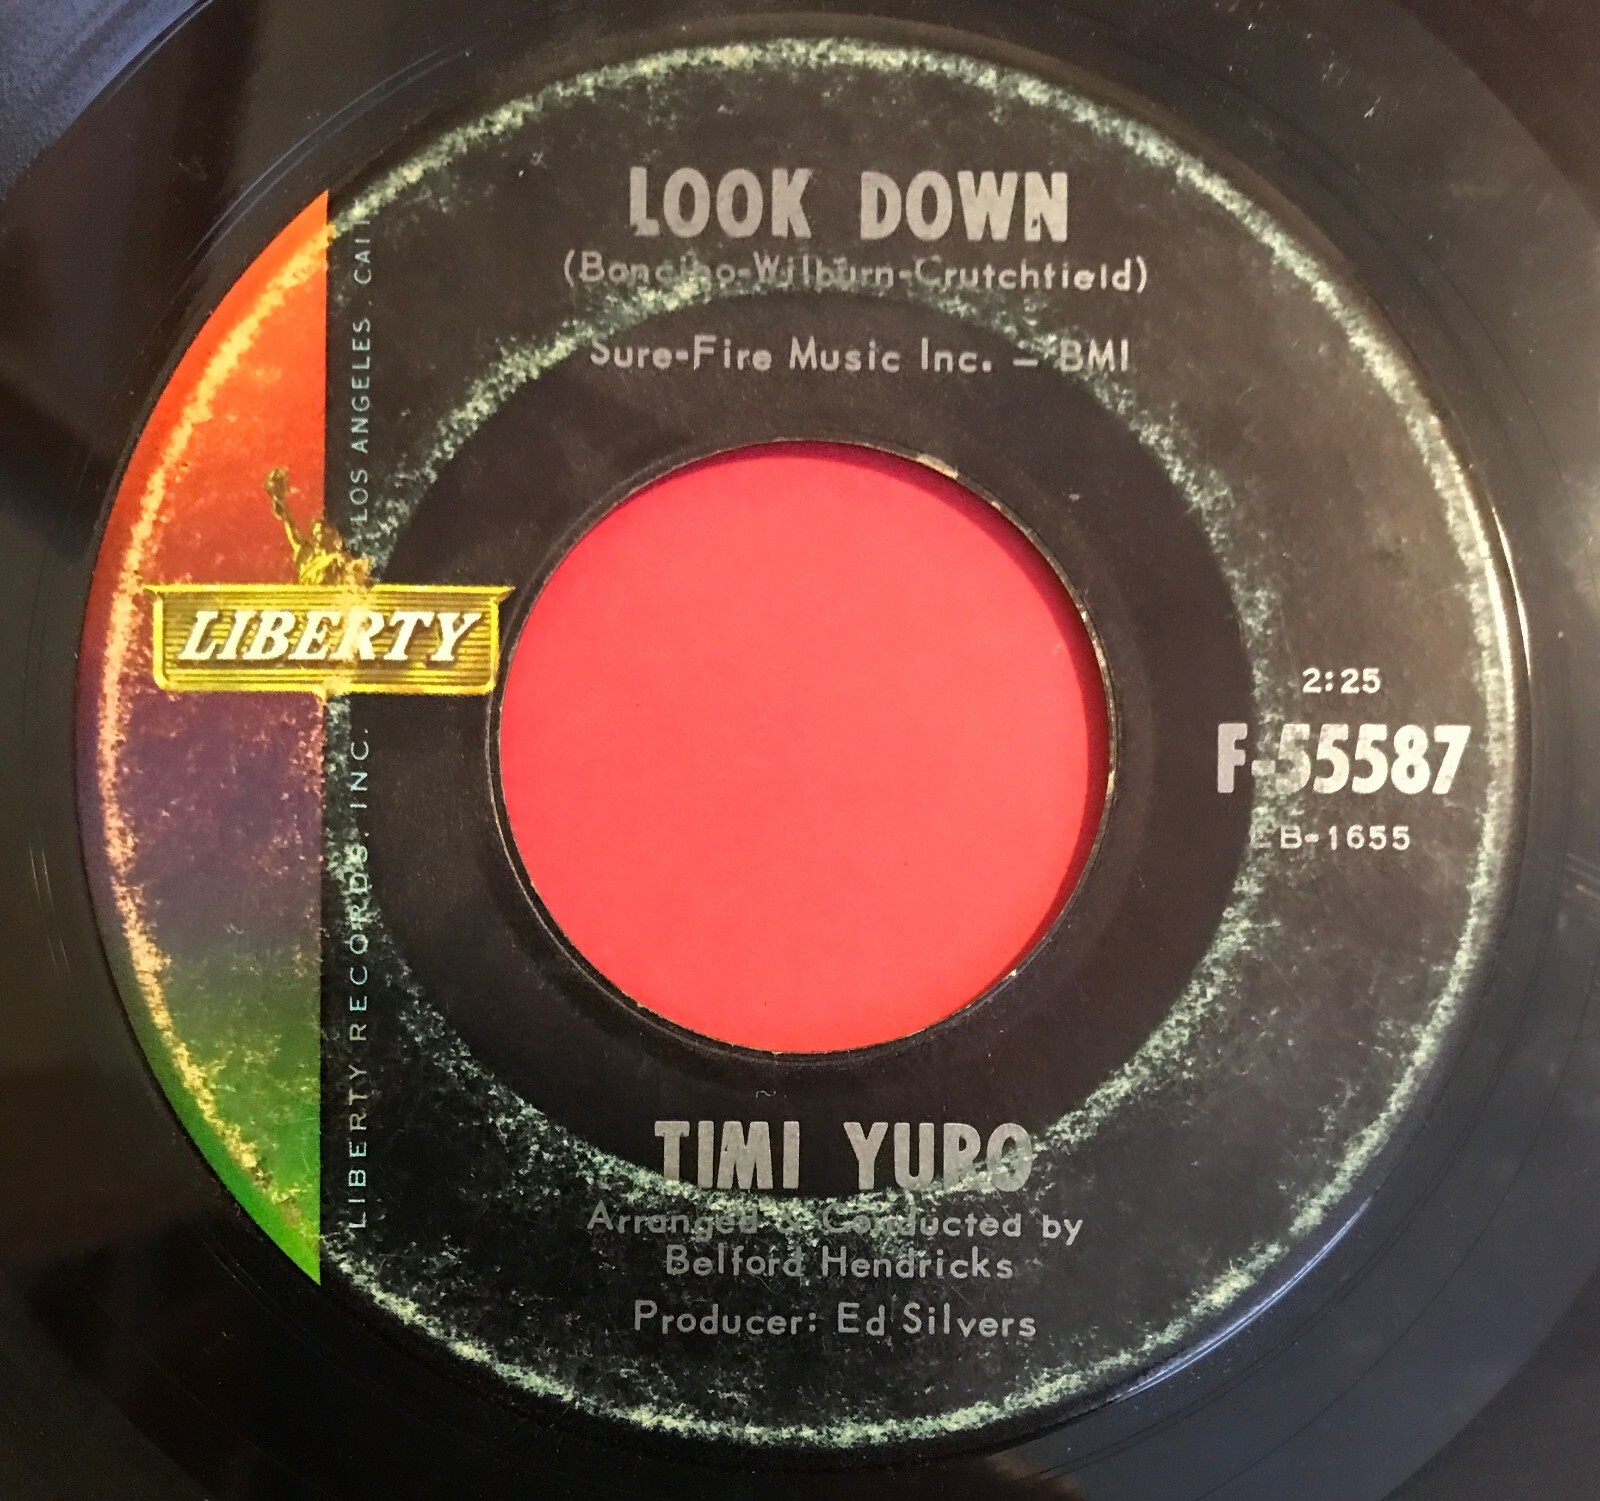 LOOK DOWN
(Boncino-Wilburn-Crutchfield)
Sure-Fire Music Inc. – BMI
LIBERTY
LIBERTY RECORDS, INC. LOS ANGELES, CALIF
2:25
F-55587
LB-1655
TIMI YURO
Arranged & Conducted by
Belford Hendricks
Producer: Ed Silvers